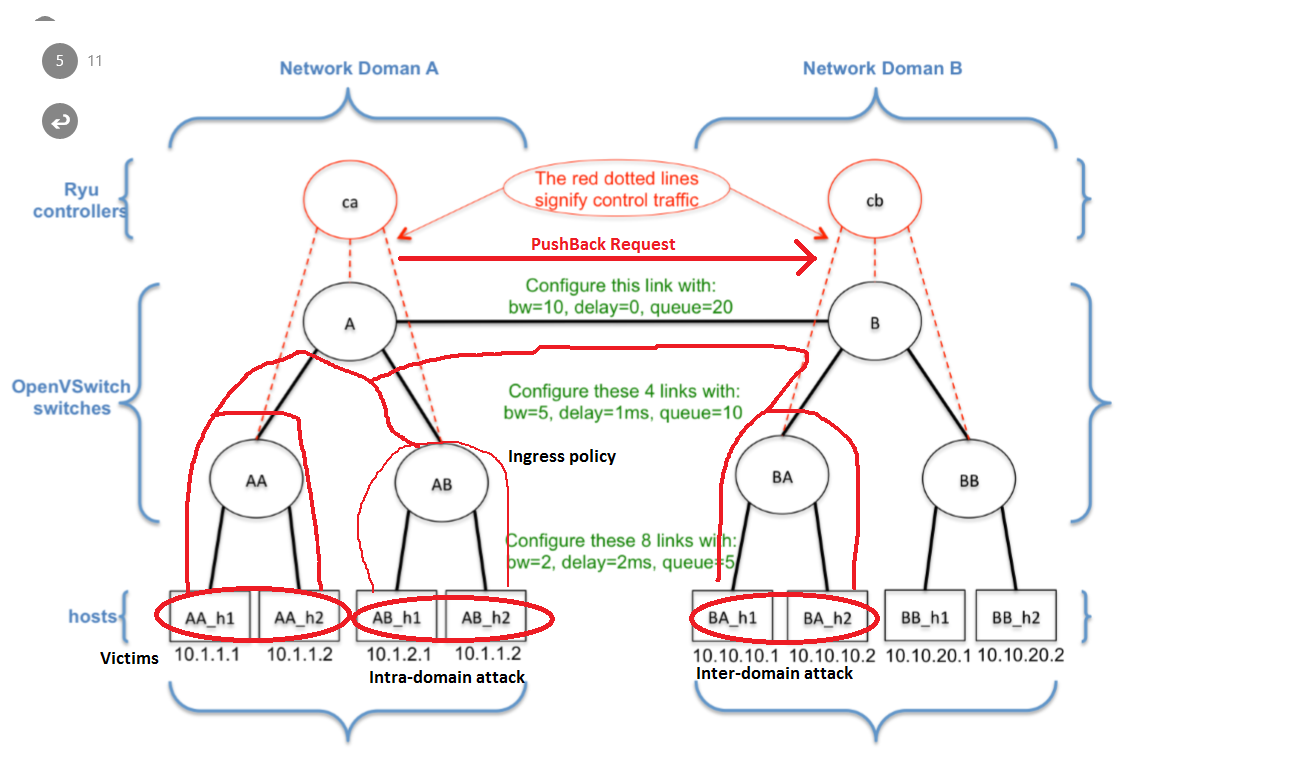 5 11
Network Doman A
Network Doman B
Ryu
controllers
ca
The red dotted lines
signify control traffic
cb
PushBack Request
Configure this link with:
bw=10, delay=0, queue=20
A
B
OpenVSwitch
switches
Configure these 4 links with:
bw=5, delay=1ms, queue=10
Ingress policy
AA
AB
BA
BB
Configure these 8 links with:
bw=2, delay=2ms, queue=5
hosts
AA_h1
AA_h2
AB_h1
AB_h2
BA_h1
BA_h2
BB_h1
BB_h2
Victims
10.1.1.1
10.1.1.2
10.1.2.1
10.1.1.2
10.10.10.1
10.10.10.2
10.10.20.1
10.10.20.2
Intra-domain attack
Inter-domain attack